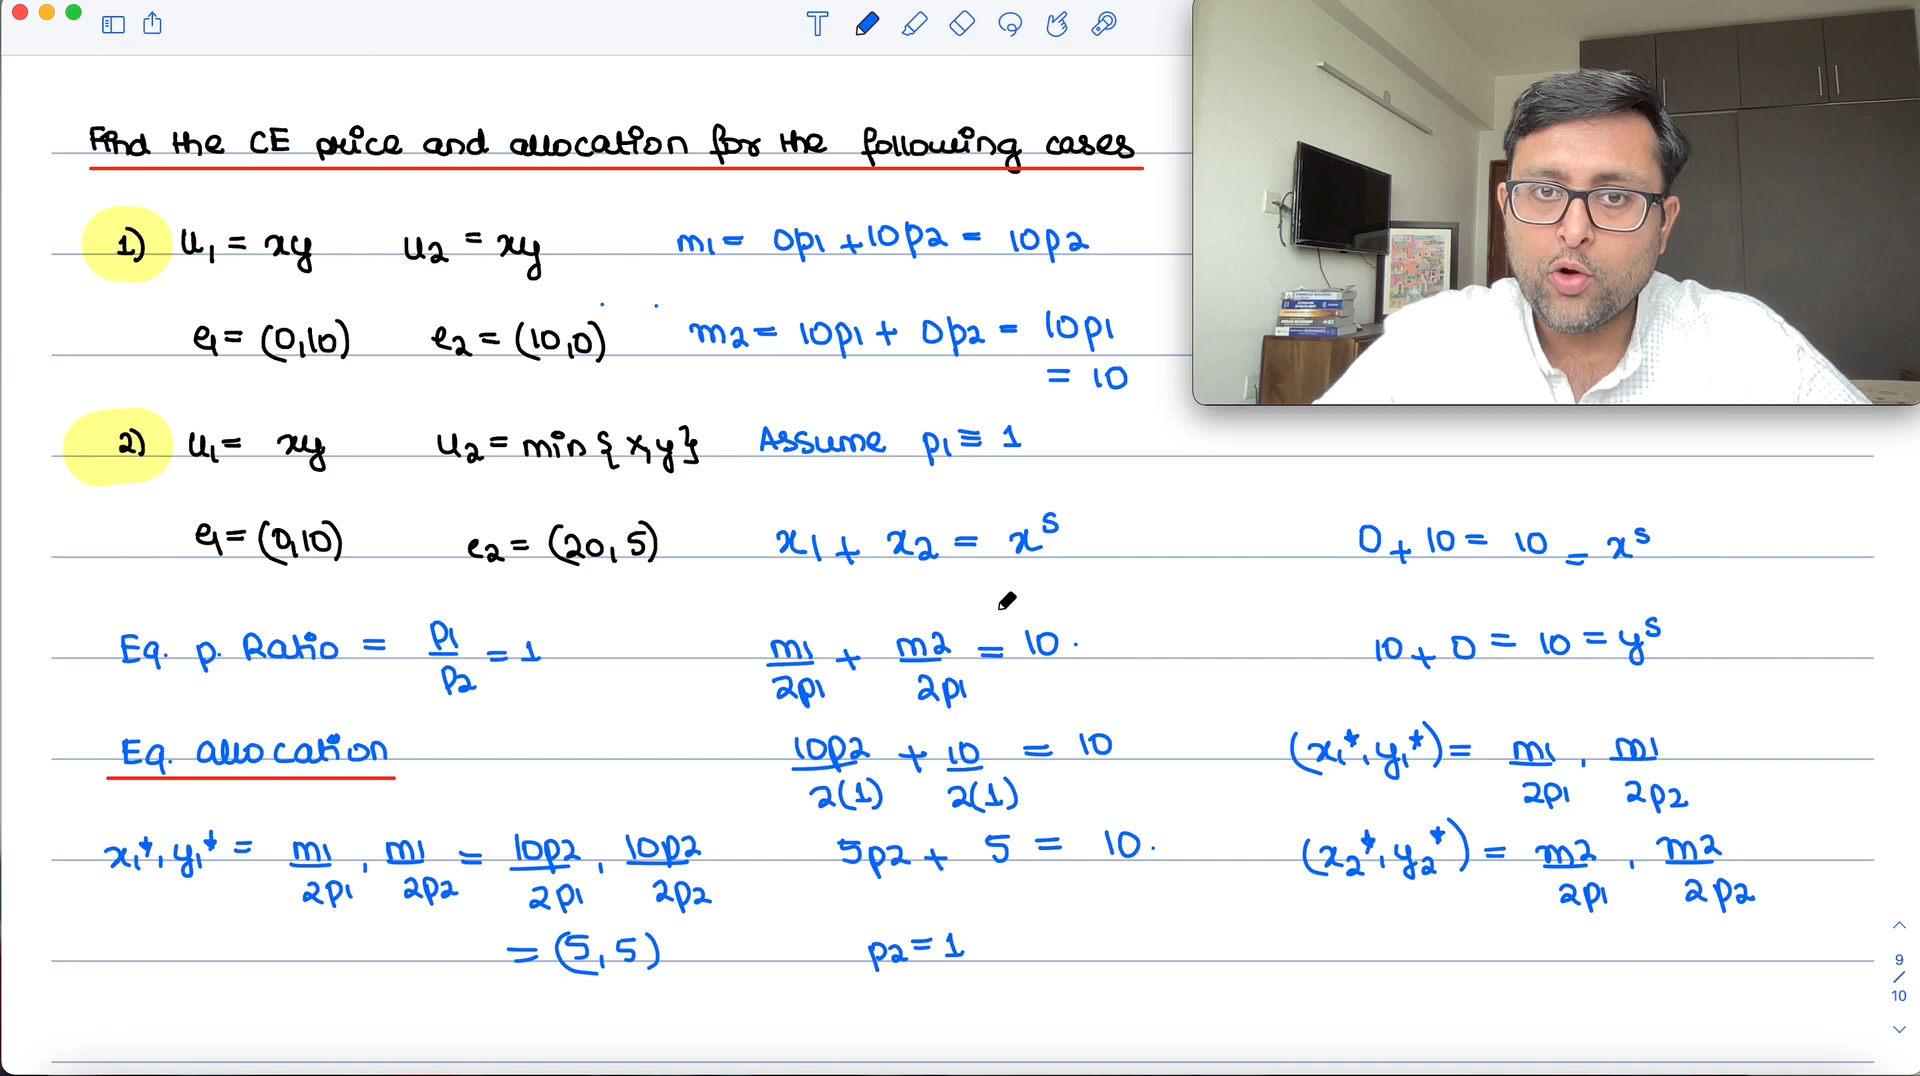 Find the CE price and allocation for the following cases
1) u₁ = xy u₂ = xy m₁ = 0p₁ + 10p₂ = 10p₂
e₁ = (0,10) e₂ = (10,0) m₂ = 10p₁ + 0p₂ = 10p₁
= 10
2) u₁ = xy u₂ = min{x,y} Assume p₁ ≡ 1
e₁ = (0,10) e₂ = (20,5) x₁ + x₂ = xˢ 0 + 10 = 10 = xˢ
Eq. p. Ratio = p₁/p₂ = 1 m₁/2p₁ + m₂/2p₁ = 10. 10 + 0 = 10 = yˢ
Eq. allocation 10p₂/2(1) + 10/2(1) = 10 (x₁*, y₁*) = m₁/2p₁, m₁/2p₂
x₁*, y₁* = m₁/2p₁, m₁/2p₂ = 10p₂/2p₁, 10p₂/2p₂ 5p₂ + 5 = 10. (x₂*, y₂*) = m₂/2p₁, m₂/2p₂
= (5,5) p₂ = 1
9
/
10